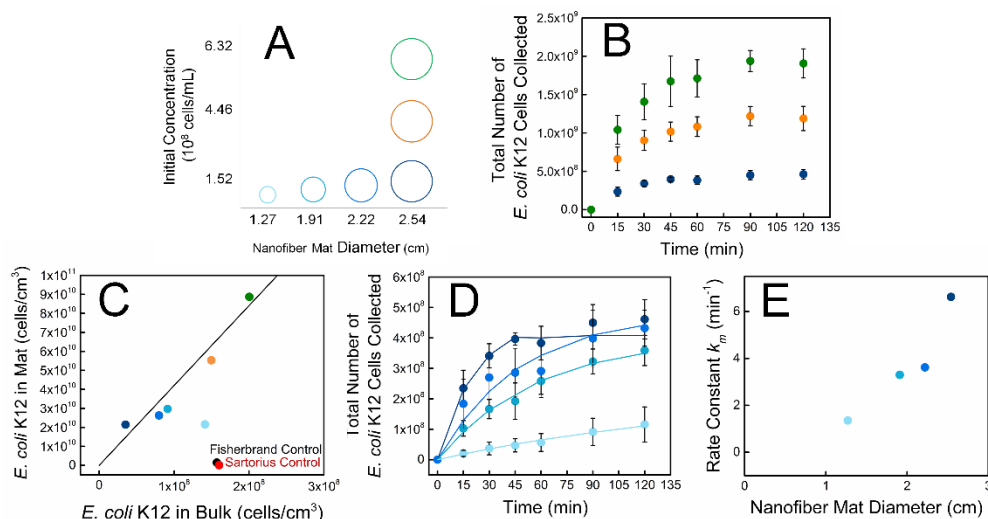 A
Initial Concentration
(10⁸ cells/mL)
6.32
4.46
1.52
1.27 1.91 2.22 2.54
Nanofiber Mat Diameter (cm)
B
Total Number of
E. coli K12 Cells Collected
2.5x10⁹
2.0x10⁹
1.5x10⁹
1.0x10⁹
5.0x10⁸
0.0
0 15 30 45 60 75 90 105 120 135
Time (min)
C
E. coli K12 in Mat (cells/cm³)
1x10¹¹
9x10¹⁰
8x10¹⁰
7x10¹⁰
6x10¹⁰
5x10¹⁰
4x10¹⁰
3x10¹⁰
2x10¹⁰
1x10¹⁰
0
Fisherbrand Control
Sartorius Control
0 1x10⁸ 2x10⁸ 3x10⁸
E. coli K12 in Bulk (cells/cm³)
D
Total Number of
E. coli K12 Cells Collected
6x10⁸
5x10⁸
4x10⁸
3x10⁸
2x10⁸
1x10⁸
0
0 15 30 45 60 75 90 105 120 135
Time (min)
E
Rate Constant kₘ (min⁻¹)
6
4
2
0
0 1 2 3
Nanofiber Mat Diameter (cm)